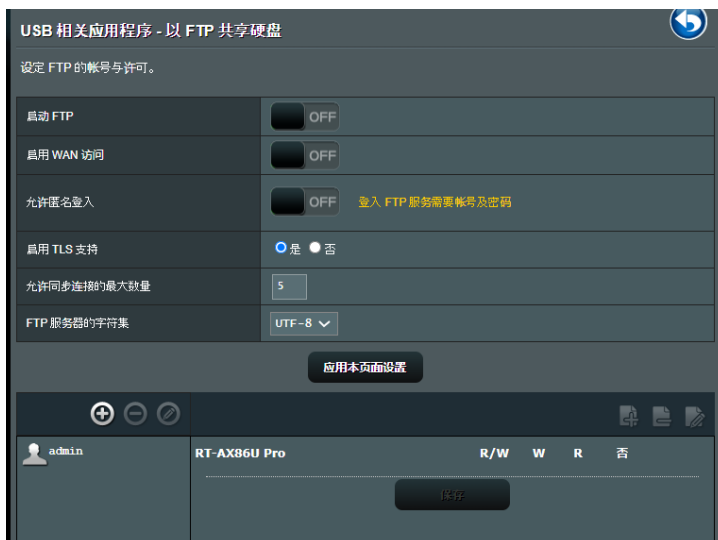 USB 相关应用程序 - 以 FTP 共享硬盘
设定 FTP 的帐号与许可。
启动 FTP OFF
启用 WAN 访问 OFF
允许匿名登入 OFF 登入 FTP 服务需要帐号及密码
启用 TLS 支持 是 否
允许同步连接的最大数量 5
FTP 服务器的字符集 UTF-8
应用本页面设置
admin RT-AX86U Pro R/W W R 否
保存